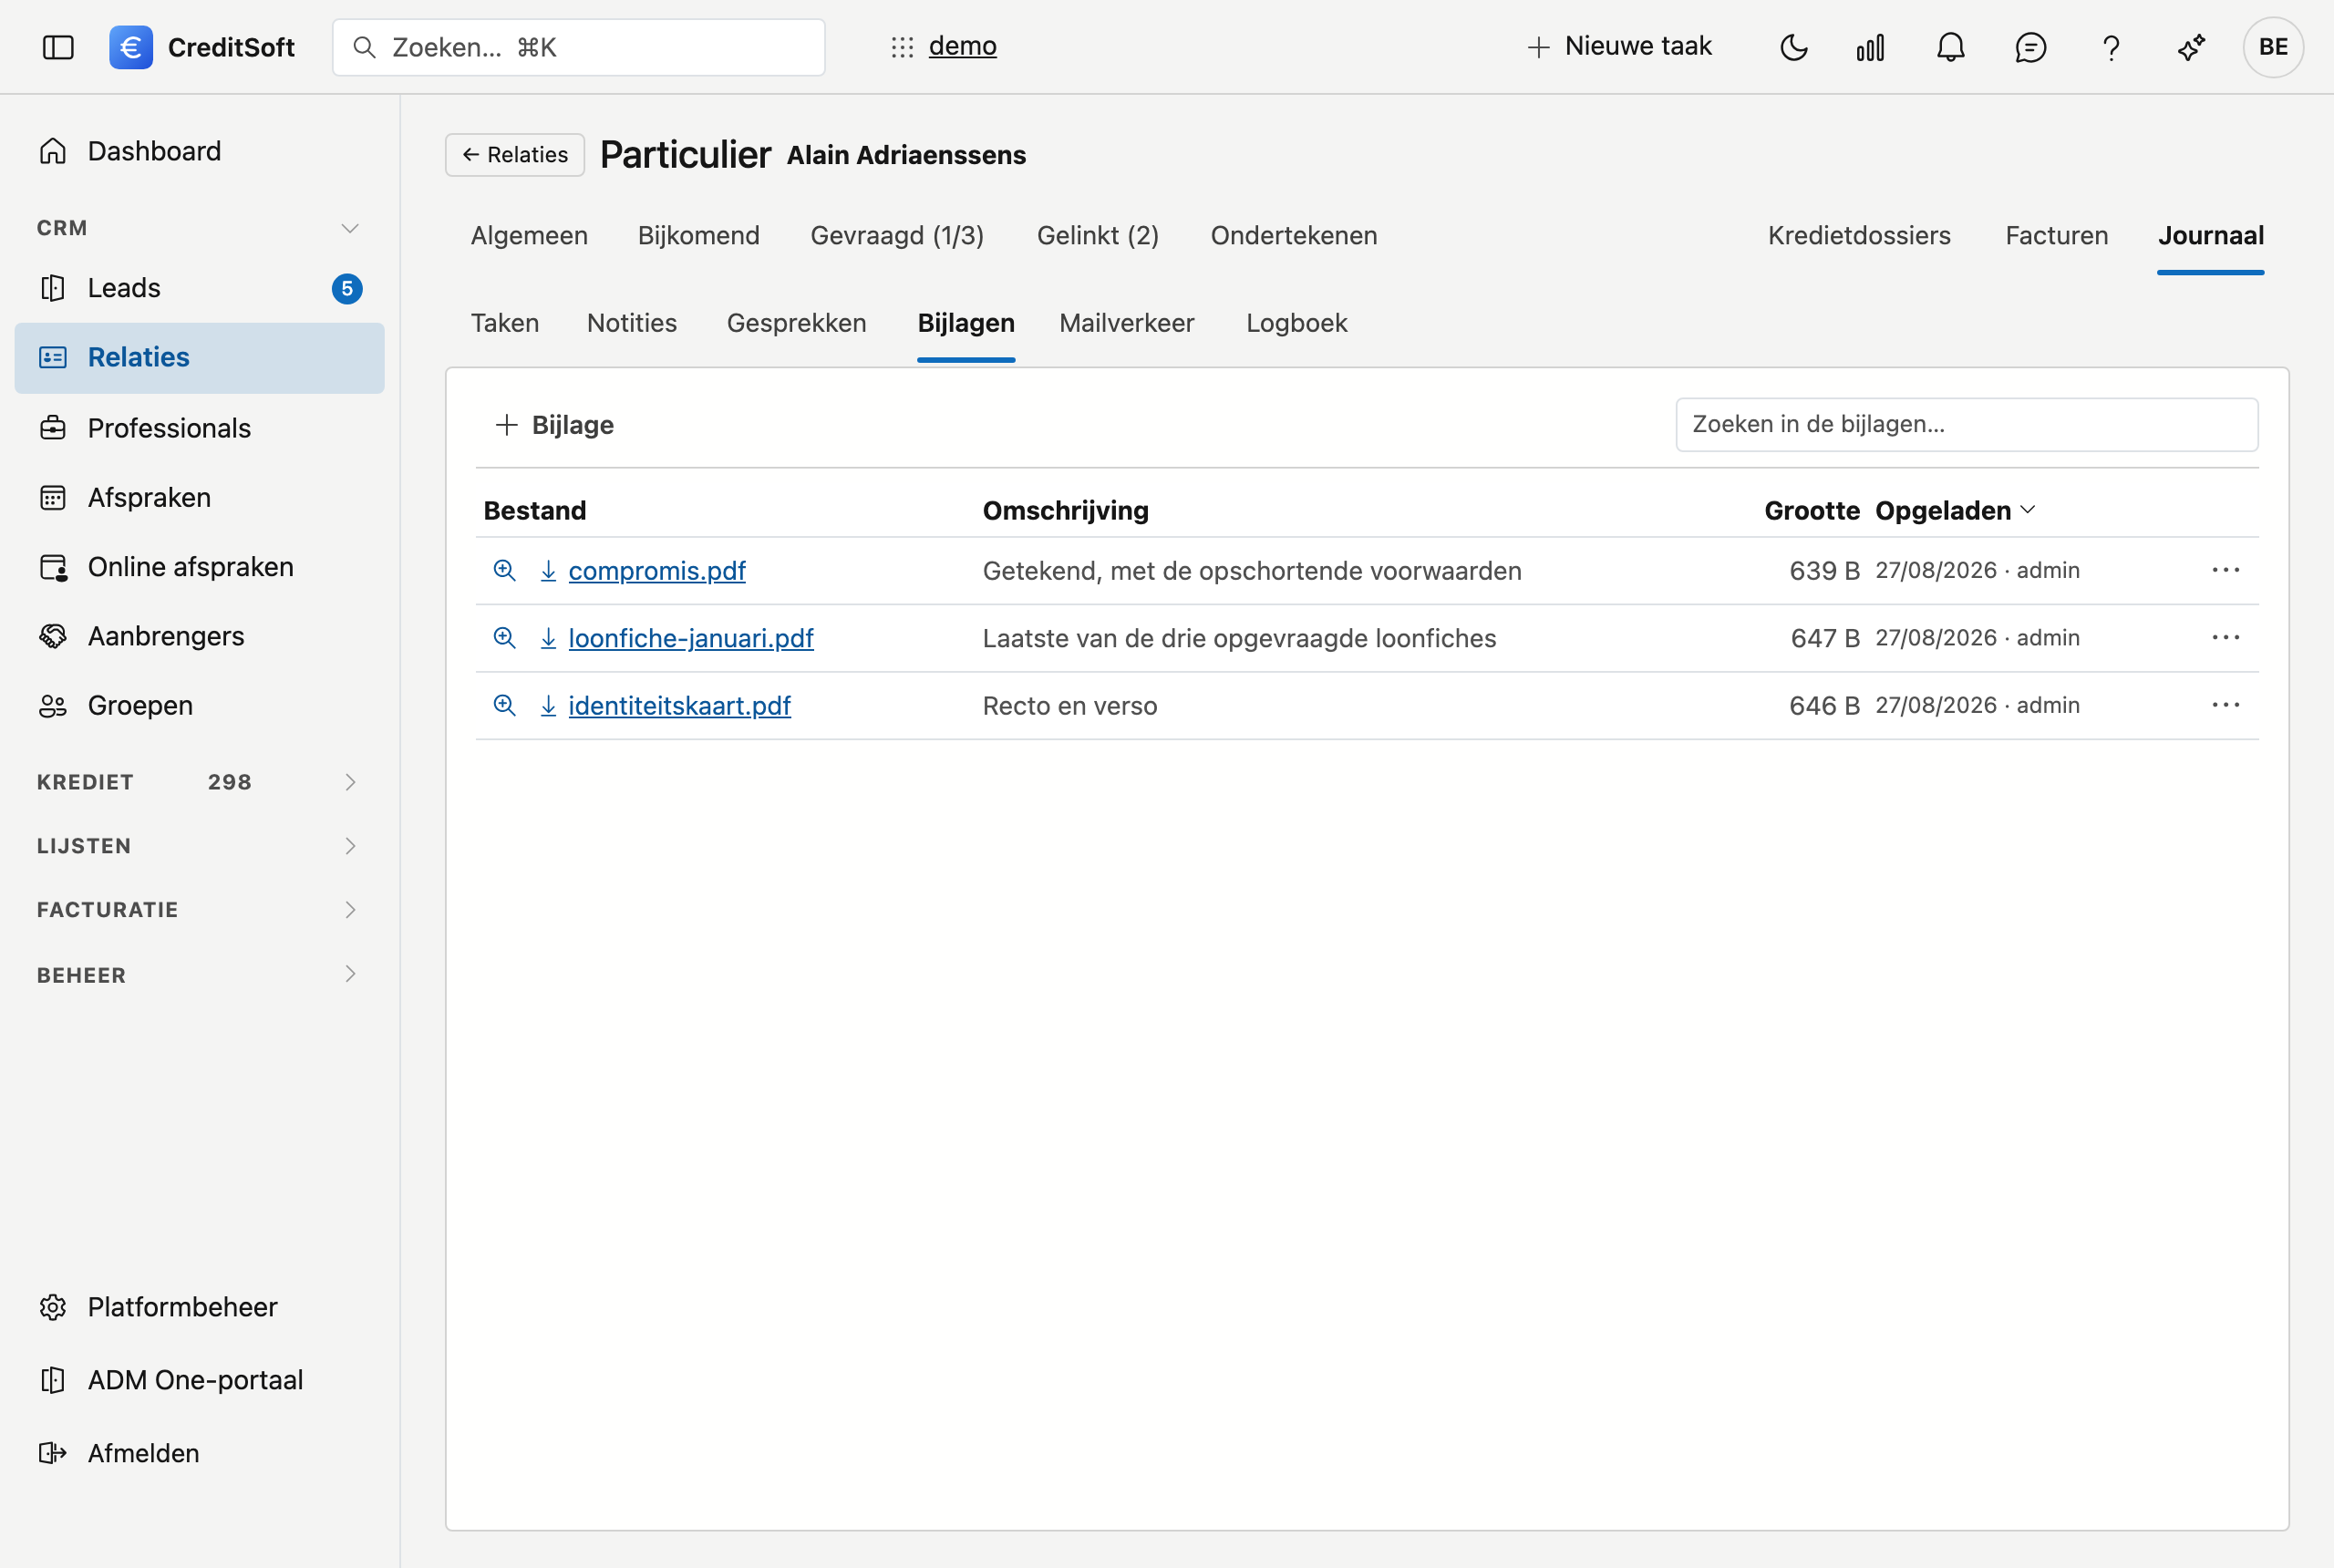 € CreditSoft Zoeken... ⌘K demo Nieuwe taak BE
Dashboard
CRM
Leads 5
Relaties
Professionals
Afspraken
Online afspraken
Aanbrengers
Groepen
KREDIET 298
LIJSTEN
FACTURATIE
BEHEER
Platformbeheer
ADM One-portaal
Afmelden
← Relaties Particulier Alain Adriaenssens
Algemeen Bijkomend Gevraagd (1/3) Gelinkt (2) Ondertekenen Kredietdossiers Facturen Journaal
Taken Notities Gesprekken Bijlagen Mailverkeer Logboek
+ Bijlage Zoeken in de bijlagen...
Bestand Omschrijving Grootte Opgeladen
compromis.pdf Getekend, met de opschortende voorwaarden 639 B 27/08/2026 · admin ···
loonfiche-januari.pdf Laatste van de drie opgevraagde loonfiches 647 B 27/08/2026 · admin ···
identiteitskaart.pdf Recto en verso 646 B 27/08/2026 · admin ···